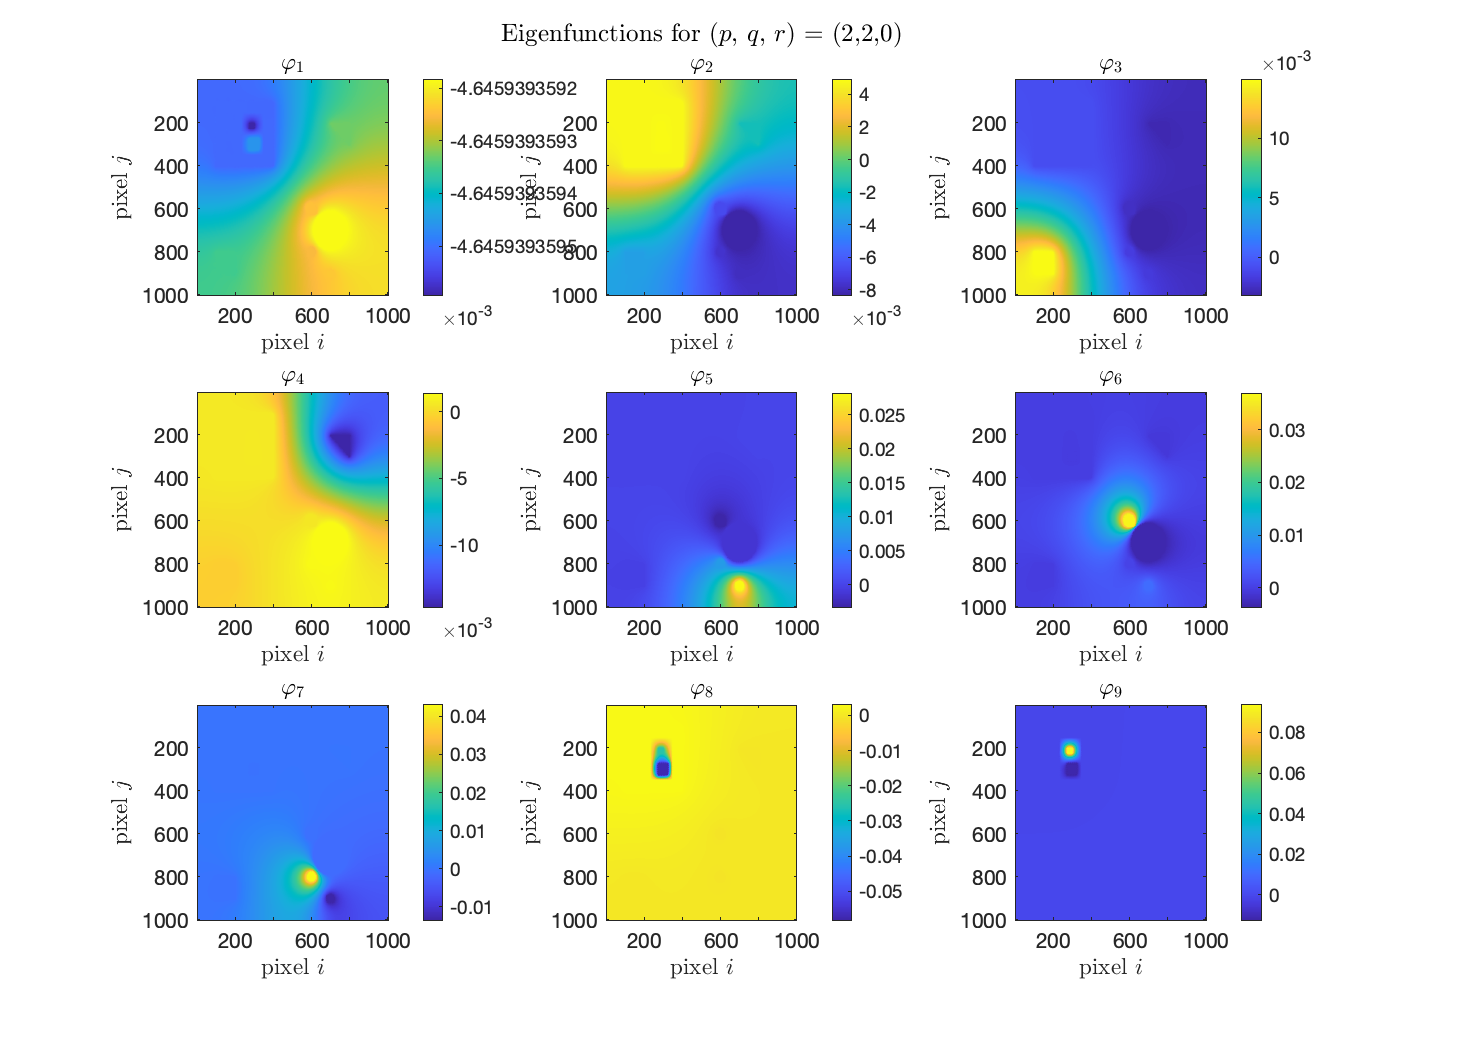 Eigenfunctions for (p, q, r) = (2,2,0)
φ1
200
400
600
800
1000
200 600 1000
pixel i
pixel j
-4.6459393592
-4.6459393593
-4.6459393594
-4.6459393595
×10-3
φ2
200
400
600
800
1000
200 600 1000
pixel i
pixel j
4
2
0
-2
-4
-6
-8
×10-3
φ3
200
400
600
800
1000
200 600 1000
pixel i
pixel j
×10-3
10
5
0
φ4
200
400
600
800
1000
200 600 1000
pixel i
pixel j
0
-5
-10
×10-3
φ5
200
400
600
800
1000
200 600 1000
pixel i
pixel j
0.025
0.02
0.015
0.01
0.005
0
φ6
200
400
600
800
1000
200 600 1000
pixel i
pixel j
0.03
0.02
0.01
0
φ7
200
400
600
800
1000
200 600 1000
pixel i
pixel j
0.04
0.03
0.02
0.01
0
-0.01
φ8
200
400
600
800
1000
200 600 1000
pixel i
pixel j
0
-0.01
-0.02
-0.03
-0.04
-0.05
φ9
200
400
600
800
1000
200 600 1000
pixel i
pixel j
0.08
0.06
0.04
0.02
0